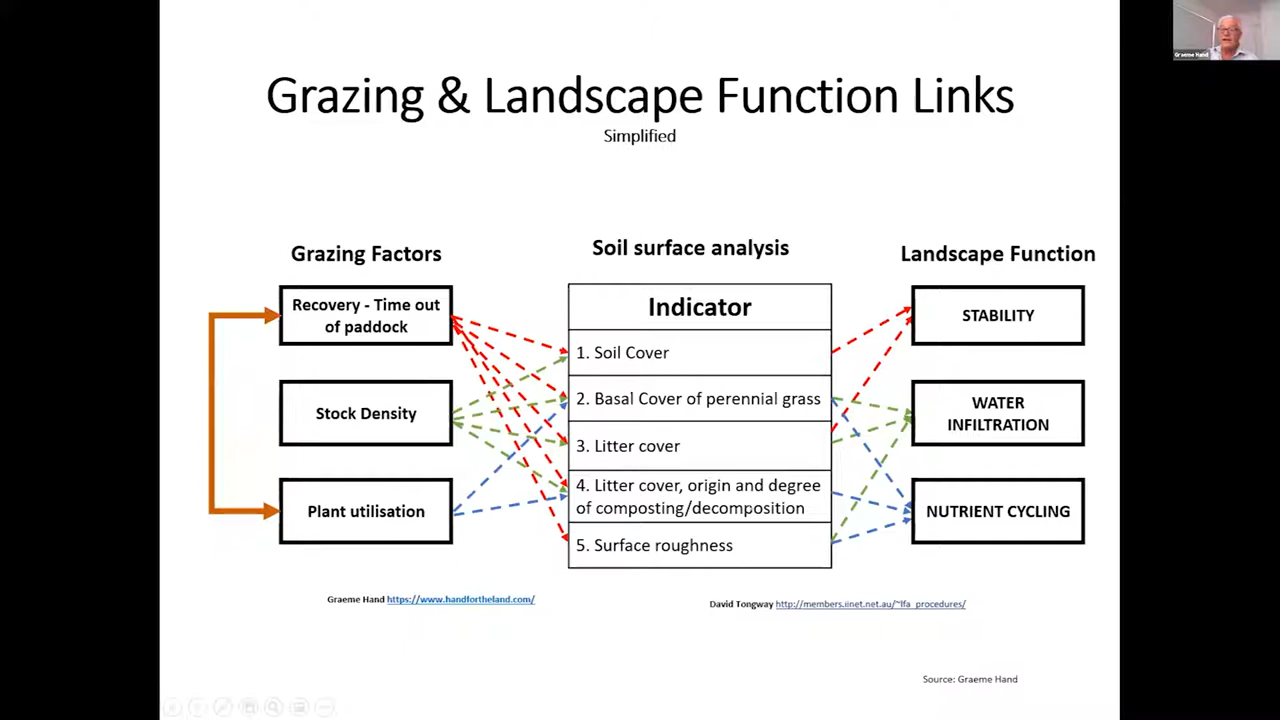 Graeme Hand
Grazing & Landscape Function Links
Simplified
Grazing Factors
Soil surface analysis
Landscape Function
Recovery - Time out
of paddock
Stock Density
Plant utilisation
Indicator
1. Soil Cover
2. Basal Cover of perennial grass
3. Litter cover
4. Litter cover, origin and degree
of composting/decomposition
5. Surface roughness
STABILITY
WATER
INFILTRATION
NUTRIENT CYCLING
Graeme Hand https://www.handfortheland.com/
David Tongway http://members.iinet.net.au/~lfa_procedures/
Source: Graeme Hand